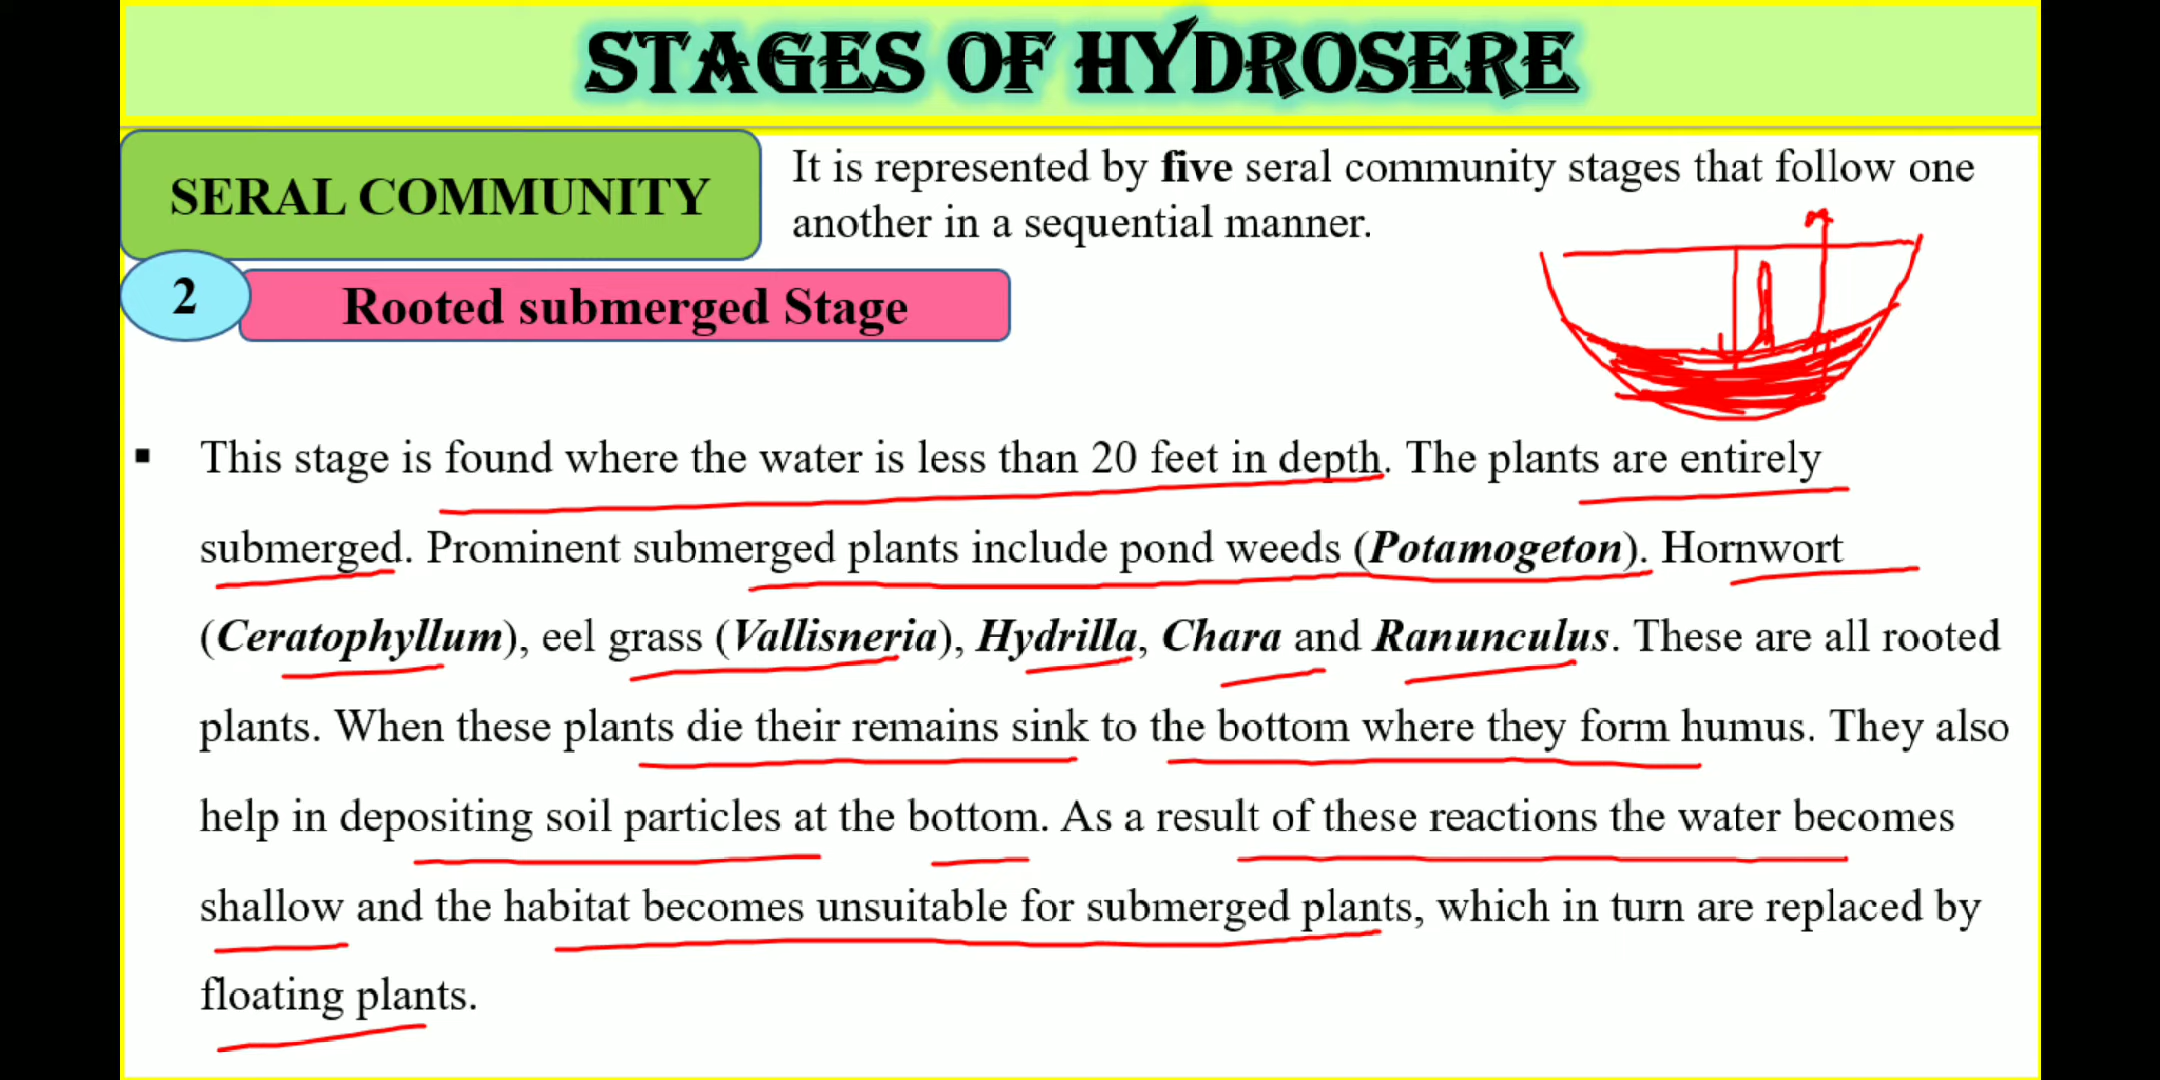 STAGES OF HYDROSERE
SERAL COMMUNITY
It is represented by five seral community stages that follow one
another in a sequential manner.
2
Rooted submerged Stage
▪ This stage is found where the water is less than 20 feet in depth. The plants are entirely
submerged. Prominent submerged plants include pond weeds (Potamogeton). Hornwort
(Ceratophyllum), eel grass (Vallisneria), Hydrilla, Chara and Ranunculus. These are all rooted
plants. When these plants die their remains sink to the bottom where they form humus. They also
help in depositing soil particles at the bottom. As a result of these reactions the water becomes
shallow and the habitat becomes unsuitable for submerged plants, which in turn are replaced by
floating plants.